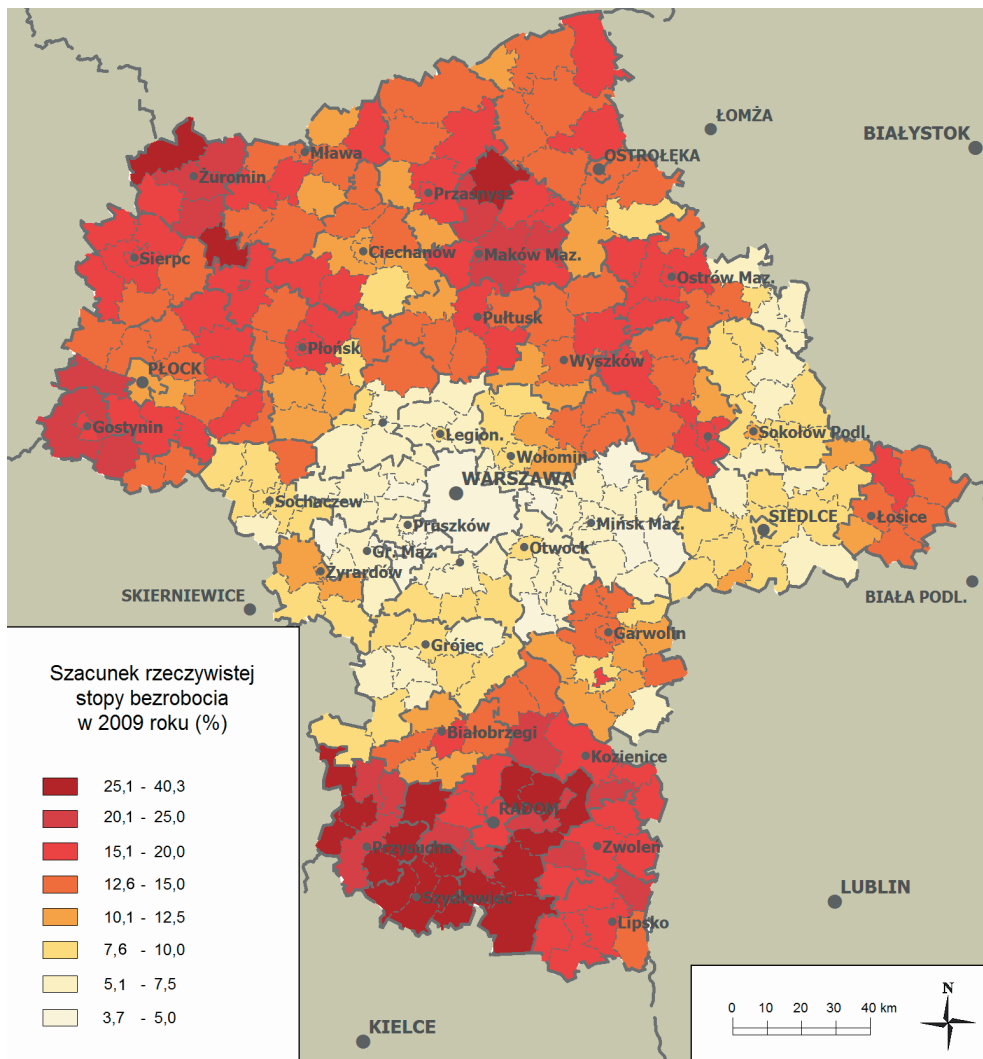 ŁOMŻA
BIAŁYSTOK
OSTROŁĘKA
Mława
Żuromin
Przasnysz
Ciechanów
Maków Maz.
Sierpc
Ostrów Maz.
Pułtusk
Płońsk
Wyszków
PŁOCK
Gostynin
Legion.
Sokołów Podl.
Wołomin
WARSZAWA
Sochaczew
Pruszków
Mińsk Maz.
SIEDLCE
Łosice
Gr. Maz.
Otwock
Żyrardów
SKIERNIEWICE
BIAŁA PODL.
Garwolin
Grójec
Białobrzegi
Kozienice
RADOM
Przysucha
Zwoleń
Szydłowiec
LUBLIN
Lipsko
KIELCE
Szacunek rzeczywistej
stopy bezrobocia
w 2009 roku (%)
25,1 - 40,3
20,1 - 25,0
15,1 - 20,0
12,6 - 15,0
10,1 - 12,5
7,6 - 10,0
5,1 - 7,5
3,7 - 5,0
N
0 10 20 30 40 km